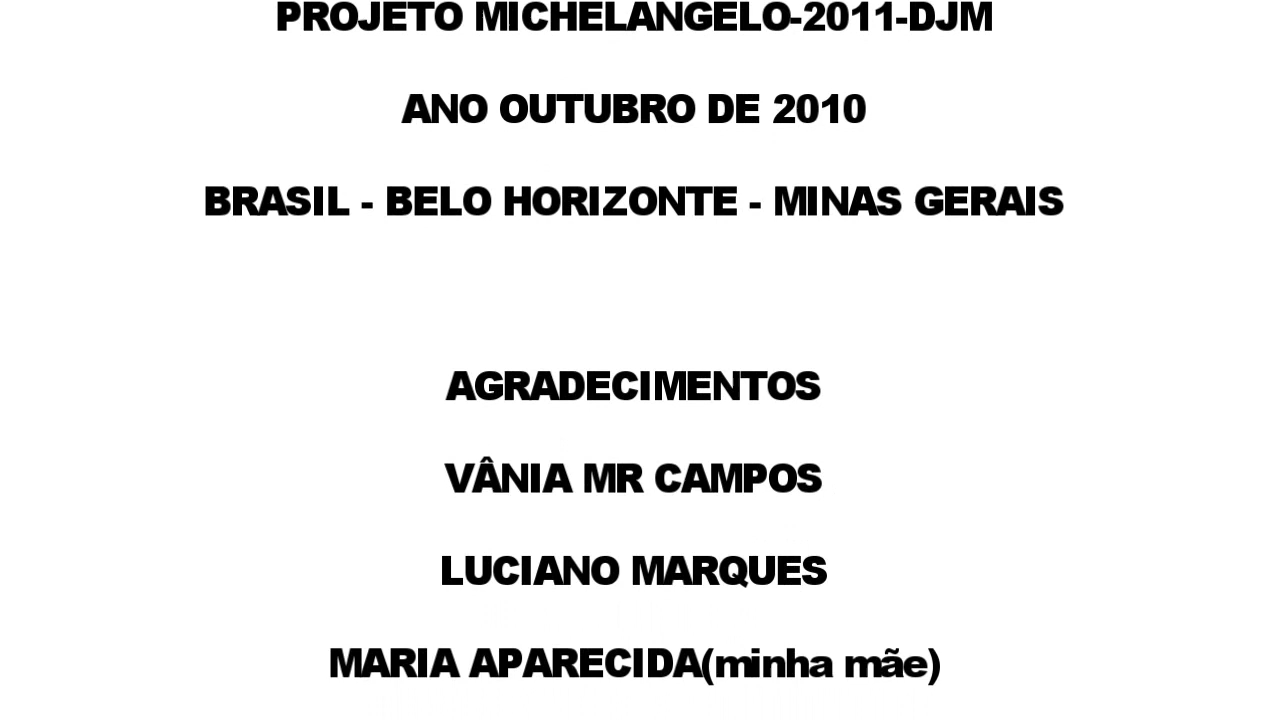 PROJETO MICHELANGELO-2011-DJM
ANO OUTUBRO DE 2010
BRASIL - BELO HORIZONTE - MINAS GERAIS
AGRADECIMENTOS
VÂNIA MR CAMPOS
LUCIANO MARQUES
MARIA APARECIDA(minha mãe)